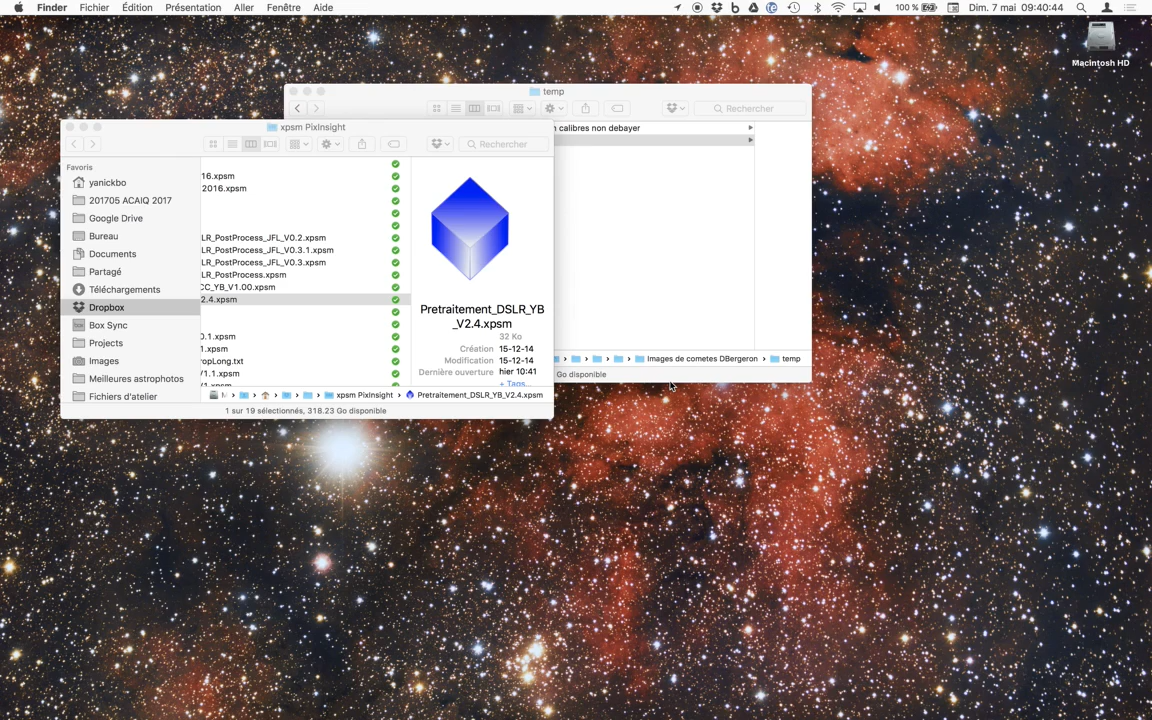 Finder Fichier Édition Présentation Aller Fenêtre Aide
100 % Dim. 7 mai 09:40:44
Macintosh HD
temp
Rechercher
calibres non debayer
xpsm PixInsight
Rechercher
Favoris
yanickbo
201705 ACAIQ 2017
Google Drive
Bureau
Documents
Partagé
Téléchargements
Dropbox
Box Sync
Projects
Images
Meilleures astrophotos
Fichiers d'atelier
16.xpsm
2016.xpsm
LR_PostProcess_JFL_V0.2.xpsm
LR_PostProcess_JFL_V0.3.1.xpsm
LR_PostProcess_JFL_V0.3.xpsm
LR_PostProcess.xpsm
CC_YB_V1.00.xpsm
2.4.xpsm
0.1.xpsm
1.xpsm
opLong.txt
V1.1.xpsm
V1.xpsm
Pretraitement_DSLR_YB
_V2.4.xpsm
32 Ko
Création 15-12-14
Modification 15-12-14
Dernière ouverture hier 10:41
+ Tags...
xpsm PixInsight › Pretraitement_DSLR_YB_V2.4.xpsm
1 sur 19 sélectionnés, 318.23 Go disponible
Images de cometes DBergeron › temp
Go disponible